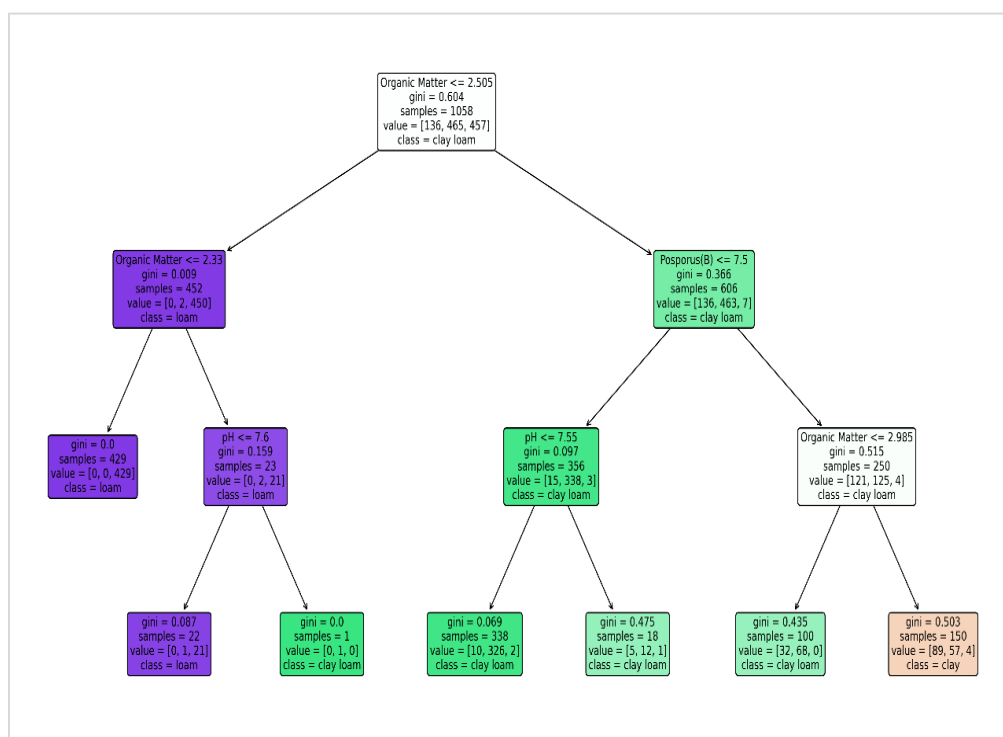 Organic Matter <= 2.505
gini = 0.604
samples = 1058
value = [136, 465, 457]
class = clay loam
Organic Matter <= 2.33
gini = 0.009
samples = 452
value = [0, 2, 450]
class = loam
Posporus(B) <= 7.5
gini = 0.366
samples = 606
value = [136, 463, 7]
class = clay loam
gini = 0.0
samples = 429
value = [0, 0, 429]
class = loam
pH <= 7.6
gini = 0.159
samples = 23
value = [0, 2, 21]
class = loam
pH <= 7.55
gini = 0.097
samples = 356
value = [15, 338, 3]
class = clay loam
Organic Matter <= 2.985
gini = 0.515
samples = 250
value = [121, 125, 4]
class = clay loam
gini = 0.087
samples = 22
value = [0, 1, 21]
class = loam
gini = 0.0
samples = 1
value = [0, 1, 0]
class = clay loam
gini = 0.069
samples = 338
value = [10, 326, 2]
class = clay loam
gini = 0.475
samples = 18
value = [5, 12, 1]
class = clay loam
gini = 0.435
samples = 100
value = [32, 68, 0]
class = clay loam
gini = 0.503
samples = 150
value = [89, 57, 4]
class = clay